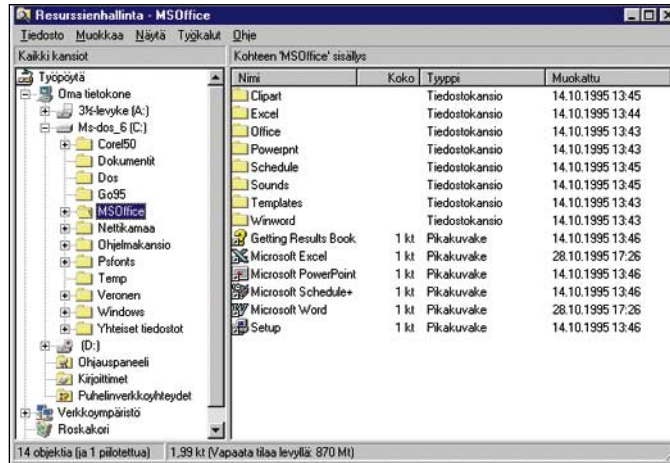 Resurssienhallinta - MSOffice
Tiedosto Muokkaa Näytä Työkalut Ohje
Kaikki kansiot
Kohteen 'MSOffice' sisällys
Työpöytä
Oma tietokone
3½-levyke (A:)
Ms-dos_6 (C:)
Corel50
Dokumentit
Dos
Go95
MSOffice
Nettikamaa
Ohjelmakansio
Psfonts
Temp
Veronen
Windows
Yhteiset tiedostot
(D:)
Ohjauspaneeli
Kirjoittimet
Puhelinverkkoyhteydet
Verkkoympäristö
Roskakori
Nimi Koko Tyyppi Muokattu
Clipart Tiedostokansio 14.10.1995 13:45
Excel Tiedostokansio 14.10.1995 13:44
Office Tiedostokansio 14.10.1995 13:43
Powerpnt Tiedostokansio 14.10.1995 13:43
Schedule Tiedostokansio 14.10.1995 13:45
Sounds Tiedostokansio 14.10.1995 13:45
Templates Tiedostokansio 14.10.1995 13:43
Winword Tiedostokansio 14.10.1995 13:43
Getting Results Book 1 kt Pikakuvake 14.10.1995 13:46
Microsoft Excel 1 kt Pikakuvake 28.10.1995 17:26
Microsoft PowerPoint 1 kt Pikakuvake 14.10.1995 13:46
Microsoft Schedule+ 1 kt Pikakuvake 14.10.1995 13:46
Microsoft Word 1 kt Pikakuvake 28.10.1995 17:26
Setup 1 kt Pikakuvake 14.10.1995 13:46
14 objektia (ja 1 piilotettua) 1,99 kt (Vapaata tilaa levyllä: 870 Mt)